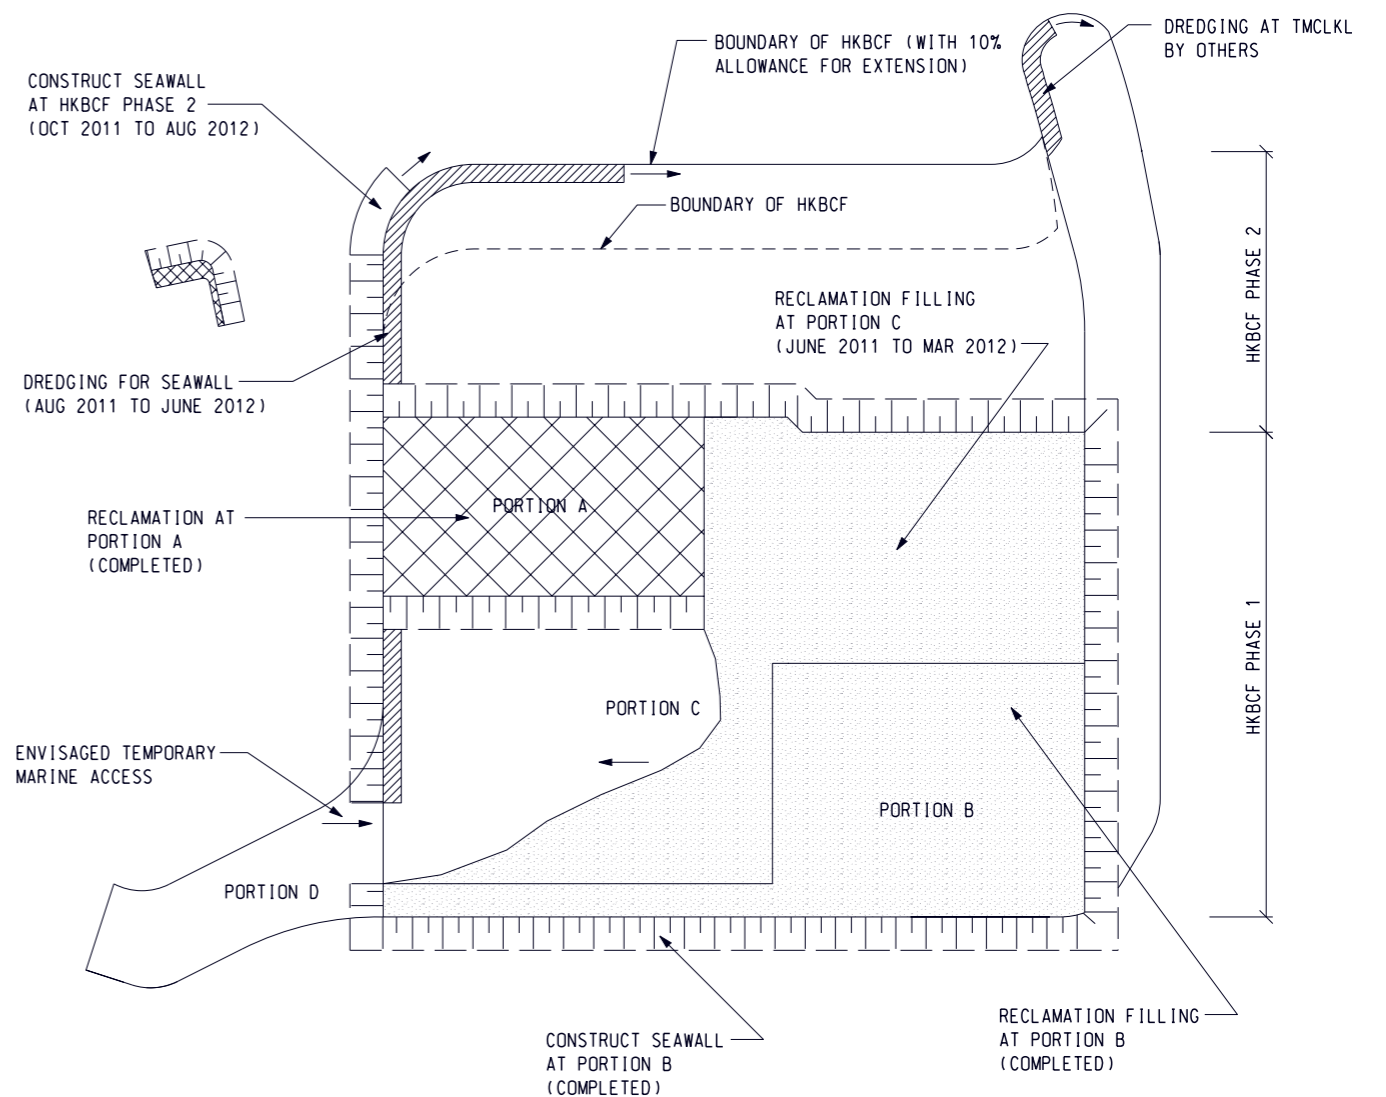 DREDGING AT TMCLKL
BY OTHERS
BOUNDARY OF HKBCF (WITH 10%
ALLOWANCE FOR EXTENSION)
CONSTRUCT SEAWALL
AT HKBCF PHASE 2
(OCT 2011 TO AUG 2012)
BOUNDARY OF HKBCF
HKBCF PHASE 2
RECLAMATION FILLING
AT PORTION C
(JUNE 2011 TO MAR 2012)
DREDGING FOR SEAWALL
(AUG 2011 TO JUNE 2012)
PORTION A
RECLAMATION AT
PORTION A
(COMPLETED)
HKBCF PHASE 1
PORTION C
ENVISAGED TEMPORARY
MARINE ACCESS
PORTION B
PORTION D
RECLAMATION FILLING
AT PORTION B
(COMPLETED)
CONSTRUCT SEAWALL
AT PORTION B
(COMPLETED)